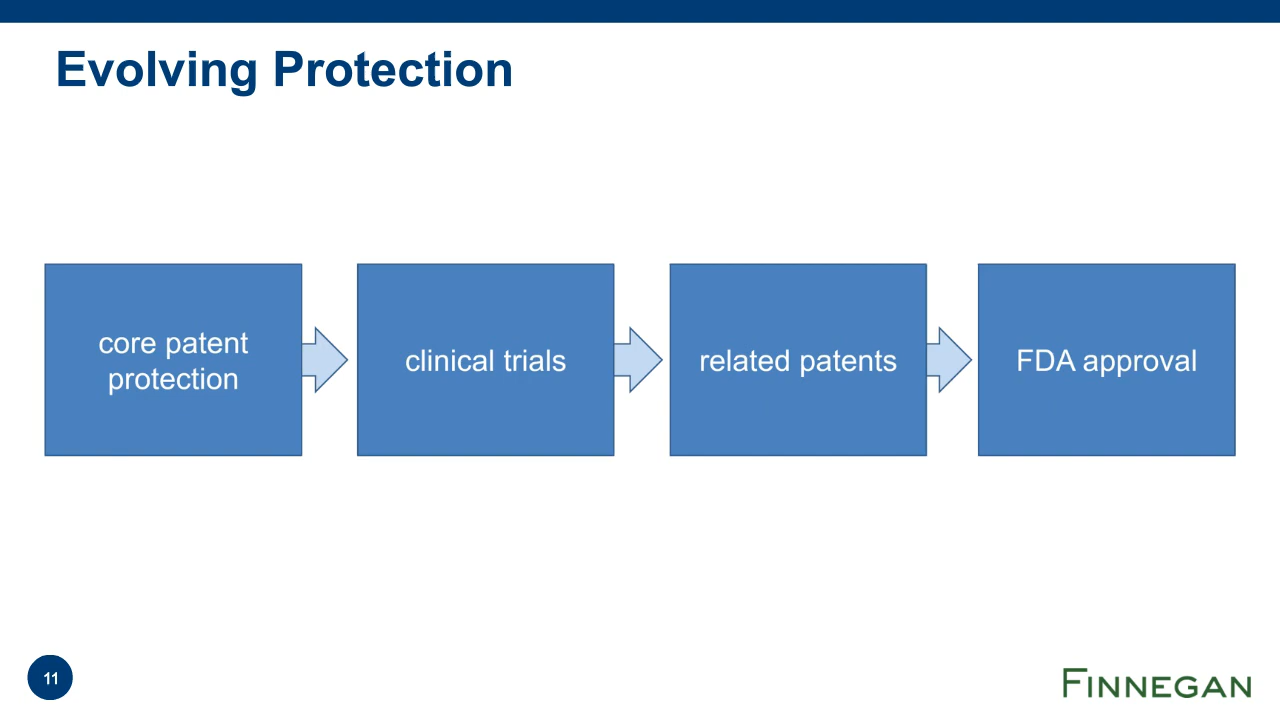 Evolving Protection
core patent
protection
clinical trials
related patents
FDA approval
11
FINNEGAN